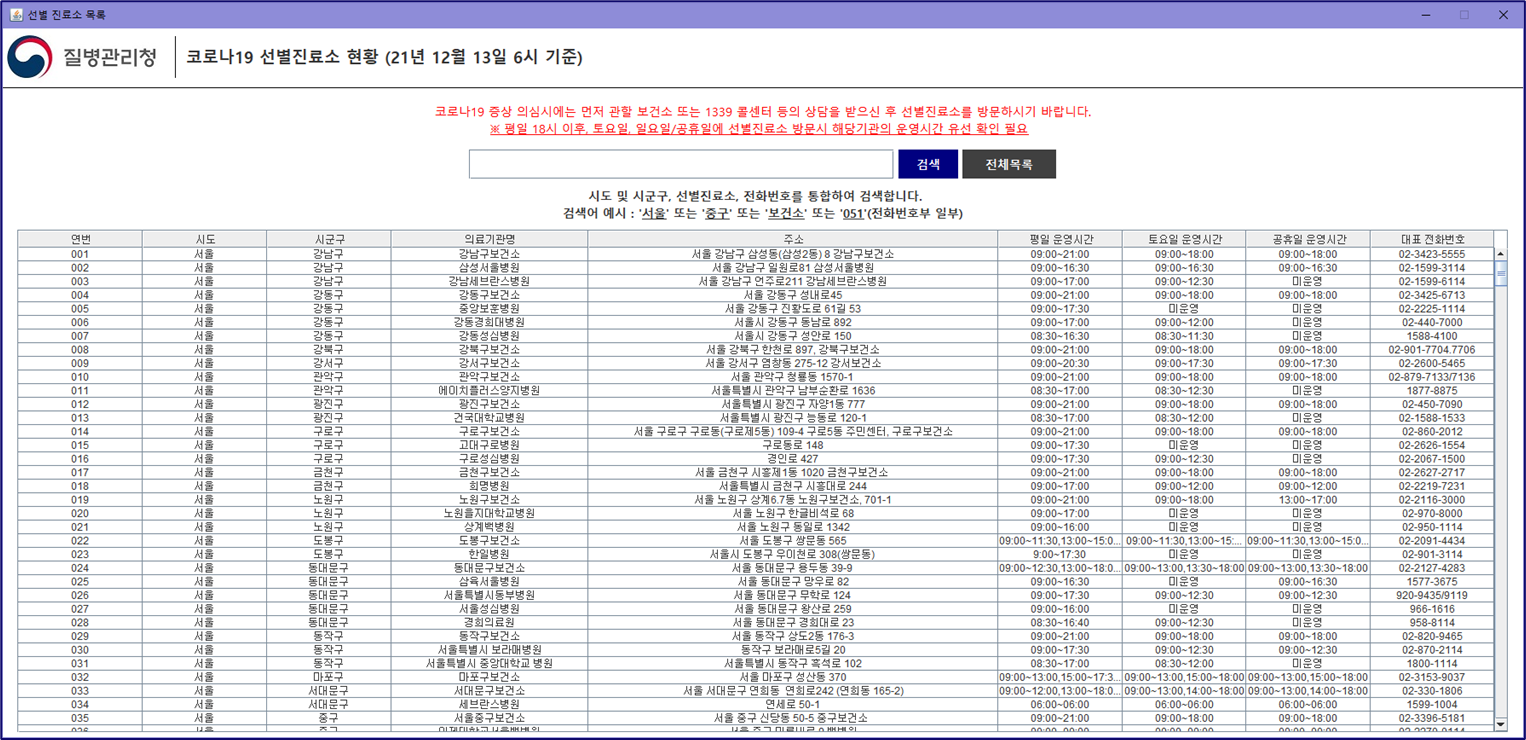 선별 진료소 목록
질병관리청
코로나19 선별진료소 현황 (21년 12월 13일 6시 기준)
코로나19 증상 의심시에는 먼저 관할 보건소 또는 1339 콜센터 등의 상담을 받으신 후 선별진료소를 방문하시기 바랍니다.
※ 평일 18시 이후, 토요일, 일요일/공휴일에 선별진료소 방문시 해당기관의 운영시간 유선 확인 필요
검색 전체목록
시도 및 시군구, 선별진료소, 전화번호를 통합하여 검색합니다.
검색어 예시 : '서울' 또는 '중구' 또는 '보건소' 또는 '051'(전화번호부 일부)
연번 시도 시군구 의료기관명 주소 평일 운영시간 토요일 운영시간 공휴일 운영시간 대표 전화번호
001 서울 강남구 강남구보건소 서울 강남구 삼성동(삼성2동) 8 강남구보건소 09:00~21:00 09:00~18:00 09:00~18:00 02-3423-5555
002 서울 강남구 삼성서울병원 서울 강남구 일원로81 삼성서울병원 09:00~16:30 09:00~16:30 09:00~16:30 02-1599-3114
003 서울 강남구 강남세브란스병원 서울 강남구 언주로211 강남세브란스병원 09:00~17:00 09:00~12:30 미운영 02-1599-6114
004 서울 강동구 강동구보건소 서울 강동구 성내로45 09:00~21:00 09:00~18:00 09:00~18:00 02-3425-6713
005 서울 강동구 중앙보훈병원 서울 강동구 진황도로 61길 53 09:00~17:30 미운영 미운영 02-2225-1114
006 서울 강동구 강동경희대병원 서울시 강동구 동남로 892 09:00~17:00 09:00~12:00 미운영 02-440-7000
007 서울 강동구 강동성심병원 서울시 강동구 성안로 150 08:30~16:30 08:30~11:30 미운영 1588-4100
008 서울 강북구 강북구보건소 서울 강북구 한천로 897, 강북구보건소 09:00~21:00 09:00~18:00 09:00~18:00 02-901-7704.7706
009 서울 강서구 강서구보건소 서울 강서구 염창동 275-12 강서보건소 09:00~20:30 09:00~17:30 09:00~17:30 02-2600-5465
010 서울 관악구 관악구보건소 서울 관악구 청룡동 1570-1 09:00~21:00 09:00~18:00 09:00~18:00 02-879-7133/7136
011 서울 관악구 에이치플러스양지병원 서울특별시 관악구 남부순환로 1636 08:30~17:00 08:30~12:30 미운영 1877-8875
012 서울 광진구 광진구보건소 서울특별시 광진구 자양1동 777 09:00~21:00 09:00~18:00 09:00~18:00 02-450-7090
013 서울 광진구 건국대학교병원 서울특별시 광진구 능동로 120-1 08:30~17:00 08:30~12:00 미운영 02-1588-1533
014 서울 구로구 구로구보건소 서울 구로구 구로동(구로제5동) 109-4 구로5동 주민센터, 구로구보건소 09:00~21:00 09:00~18:00 09:00~18:00 02-860-2012
015 서울 구로구 고대구로병원 구로동로 148 09:00~17:30 미운영 미운영 02-2626-1554
016 서울 구로구 구로성심병원 경인로 427 09:00~17:30 09:00~12:30 미운영 02-2067-1500
017 서울 금천구 금천구보건소 서울 금천구 시흥제1동 1020 금천구보건소 09:00~21:00 09:00~18:00 09:00~18:00 02-2627-2717
018 서울 금천구 희명병원 서울특별시 금천구 시흥대로 244 09:00~17:00 09:00~12:00 09:00~12:00 02-2219-7231
019 서울 노원구 노원구보건소 서울 노원구 상계6.7동 노원구보건소, 701-1 09:00~21:00 09:00~18:00 13:00~17:00 02-2116-3000
020 서울 노원구 노원을지대학교병원 서울 노원구 한글비석로 68 09:00~17:00 미운영 미운영 02-970-8000
021 서울 노원구 상계백병원 서울 노원구 동일로 1342 09:00~16:00 미운영 미운영 02-950-1114
022 서울 도봉구 도봉구보건소 서울 도봉구 쌍문동 565 09:00~11:30,13:00~15:0... 09:00~11:30,13:00~15:... 09:00~11:30,13:00~15:0... 02-2091-4434
023 서울 도봉구 한일병원 서울시 도봉구 우이천로 308(쌍문동) 9:00~17:30 미운영 미운영 02-901-3114
024 서울 동대문구 동대문구보건소 서울 동대문구 용두동 39-9 09:00~12:30,13:00~18:0... 09:00~13:00,13:30~18:00 09:00~13:00,13:30~18:00 02-2127-4283
025 서울 동대문구 삼육서울병원 서울 동대문구 망우로 82 09:00~16:30 미운영 09:00~16:30 1577-3675
026 서울 동대문구 서울특별시동부병원 서울 동대문구 무학로 124 09:00~17:30 09:00~12:30 09:00~12:30 920-9435/9119
027 서울 동대문구 서울성심병원 서울 동대문구 왕산로 259 09:00~16:00 미운영 미운영 966-1616
028 서울 동대문구 경희의료원 서울 동대문구 경희대로 23 08:30~16:40 09:00~12:30 미운영 958-8114
029 서울 동작구 동작구보건소 서울 동작구 상도2동 176-3 09:00~21:00 09:00~18:00 09:00~18:00 02-820-9465
030 서울 동작구 서울특별시 보라매병원 동작구 보라매로5길 20 09:00~17:30 09:00~12:30 09:00~12:30 02-870-2114
031 서울 동작구 서울특별시 중앙대학교 병원 서울특별시 동작구 흑석로 102 08:30~17:00 08:30~12:00 미운영 1800-1114
032 서울 마포구 마포구보건소 서울 마포구 성산동 370 09:00~13:00,15:00~17:3... 09:00~13:00,15:00~18:00 09:00~13:00,15:00~18:00 02-3153-9037
033 서울 서대문구 서대문구보건소 서울 서대문구 연희동 연희로242 (연희동 165-2) 09:00~12:00,13:00~18:0... 09:00~13:00,14:00~18:00 09:00~13:00,14:00~18:00 02-330-1806
034 서울 서대문구 세브란스병원 연세로 50-1 06:00~06:00 06:00~06:00 06:00~06:00 1599-1004
035 서울 중구 서울중구보건소 서울 중구 신당동 50-5 중구보건소 09:00~21:00 09:00~18:00 09:00~18:00 02-3396-5181